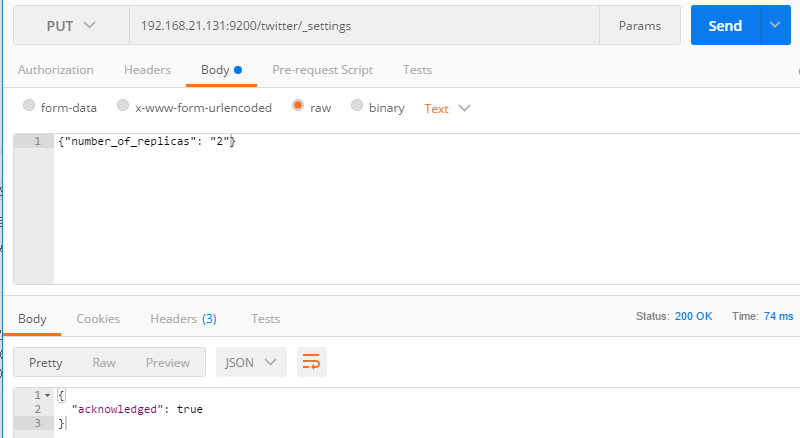 PUT 192.168.21.131:9200/twitter/_settings Params Send
Authorization Headers Body Pre-request Script Tests
form-data x-www-form-urlencoded raw binary Text
1 {"number_of_replicas": "2"}
Body Cookies Headers (3) Tests Status: 200 OK Time: 74 ms
Pretty Raw Preview JSON
1 {
2 "acknowledged": true
3 }